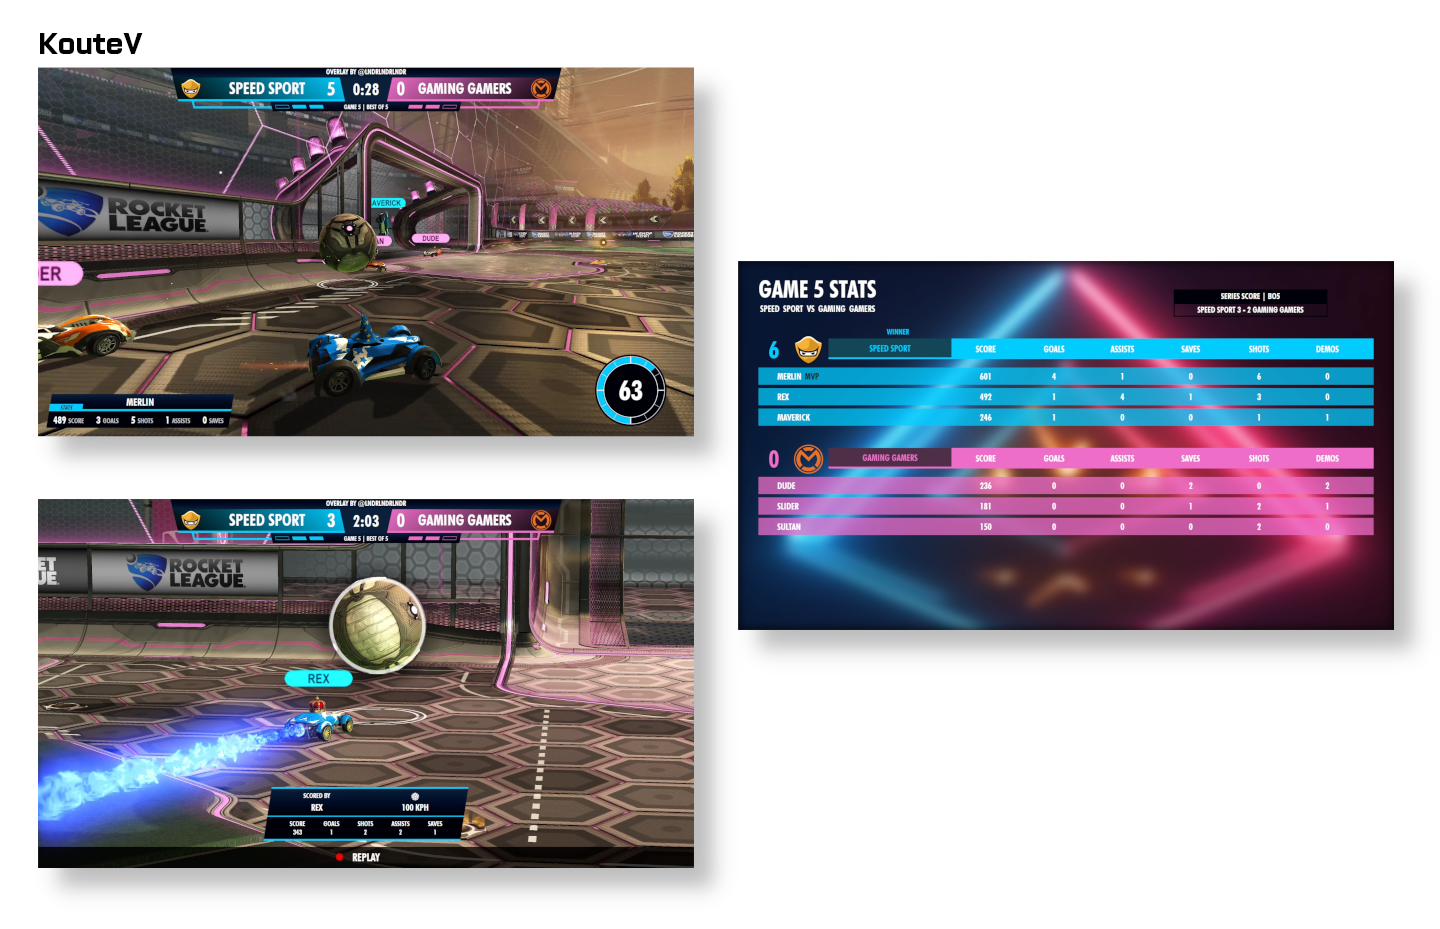 KouteV
OVERLAY BY @LNDRLNDRLNDR
SPEED SPORT 5 0:28 0 GAMING GAMERS
GAME 5 | BEST OF 5
ROCKET
LEAGUE
AVERICK
AN DUDE
ER
63
MERLIN
STATS
489 SCORE 3 GOALS 5 SHOTS 1 ASSISTS 0 SAVES
OVERLAY BY @LNDRLNDRLNDR
SPEED SPORT 3 2:03 0 GAMING GAMERS
GAME 5 | BEST OF 5
ET
UE
ROCKET
LEAGUE
REX
SCORED BY
REX 100 KPH
SCORE GOALS SHOTS ASSISTS SAVES
343 1 2 2 1
REPLAY
GAME 5 STATS
SPEED SPORT VS GAMING GAMERS
SERIES SCORE | BO5
SPEED SPORT 3 - 2 GAMING GAMERS
WINNER
6 SPEED SPORT SCORE GOALS ASSISTS SAVES SHOTS DEMOS
MERLIN MVP 601 4 1 0 6 0
REX 492 1 4 1 3 0
MAVERICK 246 1 0 0 1 1
0 GAMING GAMERS SCORE GOALS ASSISTS SAVES SHOTS DEMOS
DUDE 236 0 0 2 0 2
SLIDER 181 0 0 1 2 1
SULTAN 150 0 0 0 2 0